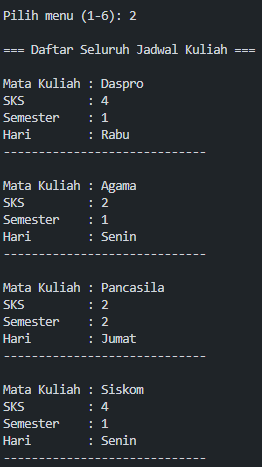 Pilih menu (1-6): 2
=== Daftar Seluruh Jadwal Kuliah ===
Mata Kuliah : Daspro
SKS         : 4
Semester    : 1
Hari        : Rabu
-----------------------------
Mata Kuliah : Agama
SKS         : 2
Semester    : 1
Hari        : Senin
-----------------------------
Mata Kuliah : Pancasila
SKS         : 2
Semester    : 2
Hari        : Jumat
-----------------------------
Mata Kuliah : Siskom
SKS         : 4
Semester    : 1
Hari        : Senin
-----------------------------